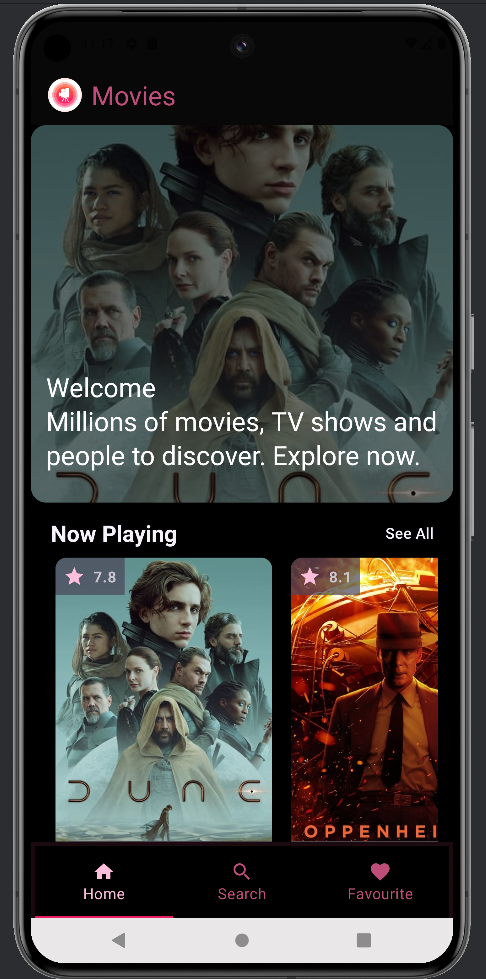 Movies
Welcome
Millions of movies, TV shows and
people to discover. Explore now.
DUNE
Now Playing
See All
7.8
8.1
DUNE
OPPENHEI
Home
Search
Favourite